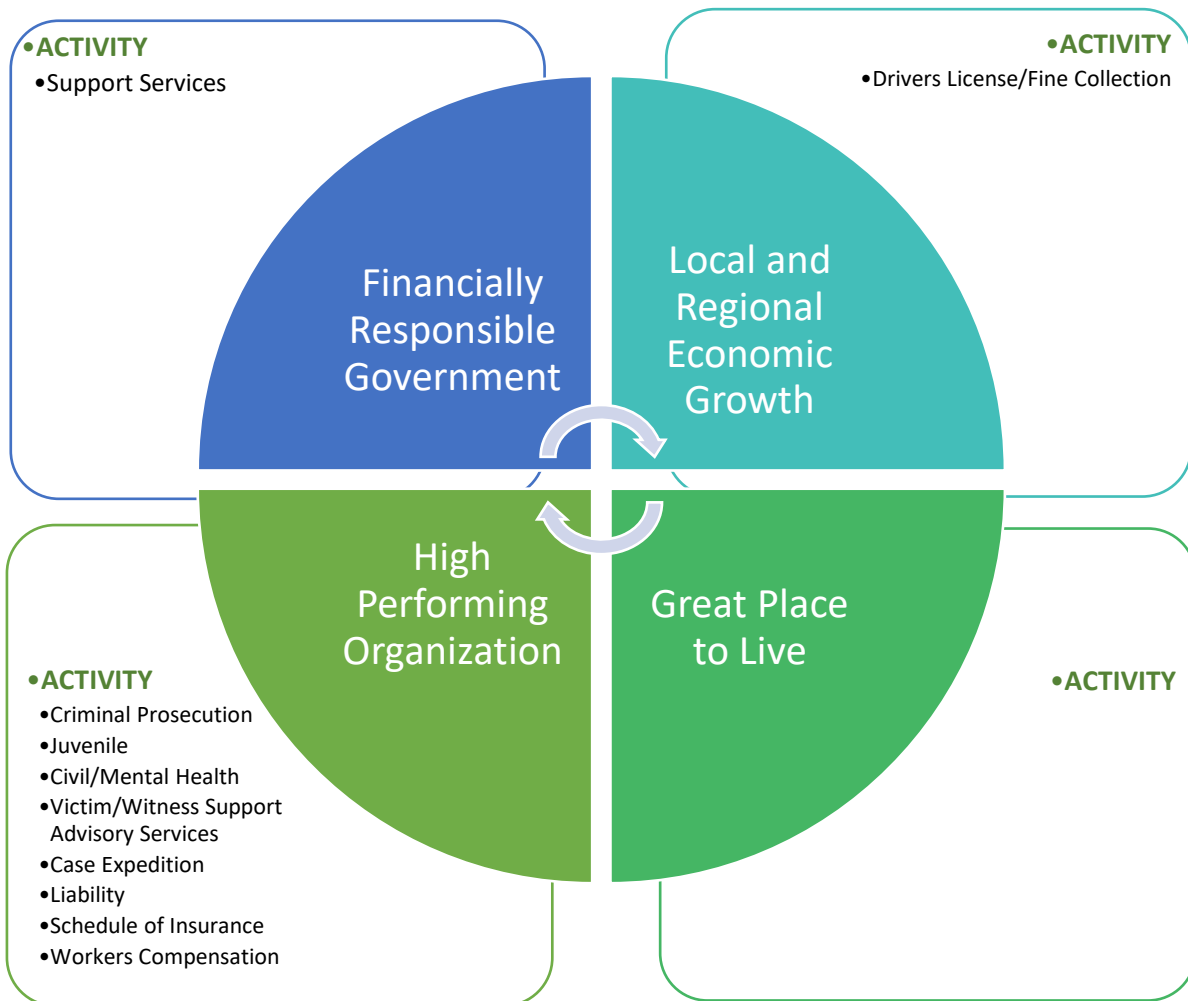 •ACTIVITY
•Support Services
•ACTIVITY
•Drivers License/Fine Collection
Financially
Responsible
Government
Local and
Regional
Economic
Growth
High
Performing
Organization
Great Place
to Live
•ACTIVITY
•Criminal Prosecution
•Juvenile
•Civil/Mental Health
•Victim/Witness Support
Advisory Services
•Case Expedition
•Liability
•Schedule of Insurance
•Workers Compensation
•ACTIVITY